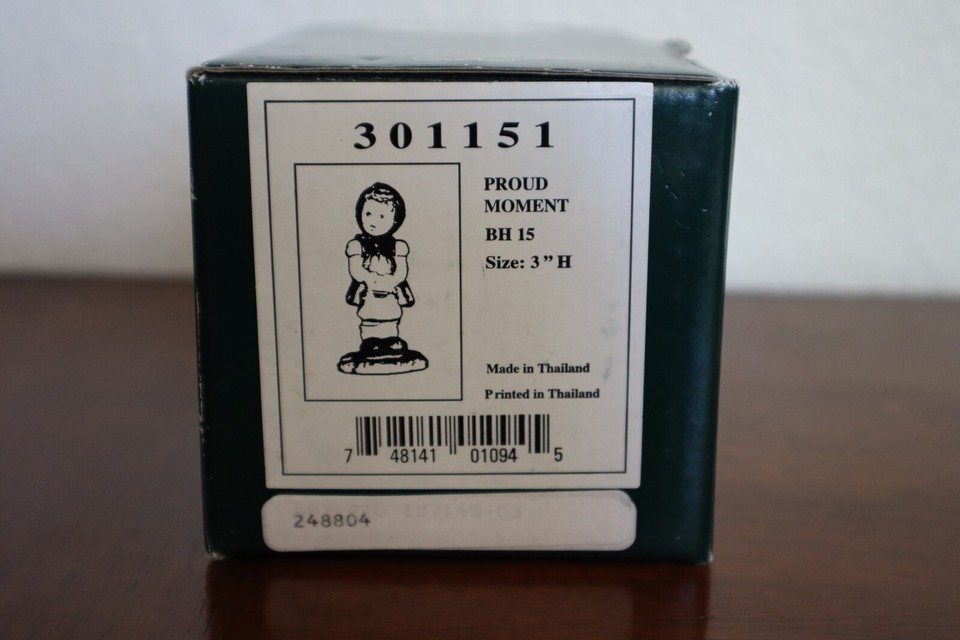 301151
PROUD
MOMENT
BH 15
Size: 3" H
Made in Thailand
Printed in Thailand
7 48141 01094 5
248804